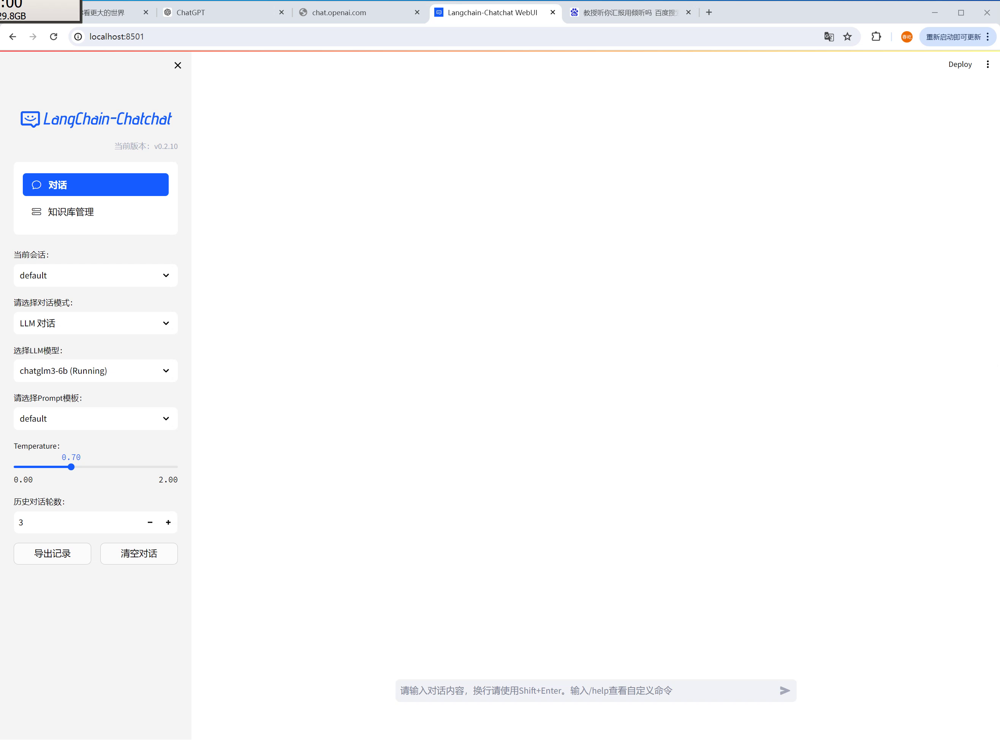 :00
29.8GB
看更大的世界
ChatGPT
chat.openai.com
Langchain-Chatchat WebUI
教授听你汇报用倾听吗 百度搜
localhost:8501
春屹
重新启动即可更新
Deploy
LangChain-Chatchat
当前版本：v0.2.10
对话
知识库管理
当前会话：
default
请选择对话模式：
LLM 对话
选择LLM模型：
chatglm3-6b (Running)
请选择Prompt模板：
default
Temperature：
0.70
0.00
2.00
历史对话轮数：
3
导出记录
清空对话
请输入对话内容，换行请使用Shift+Enter。输入/help查看自定义命令